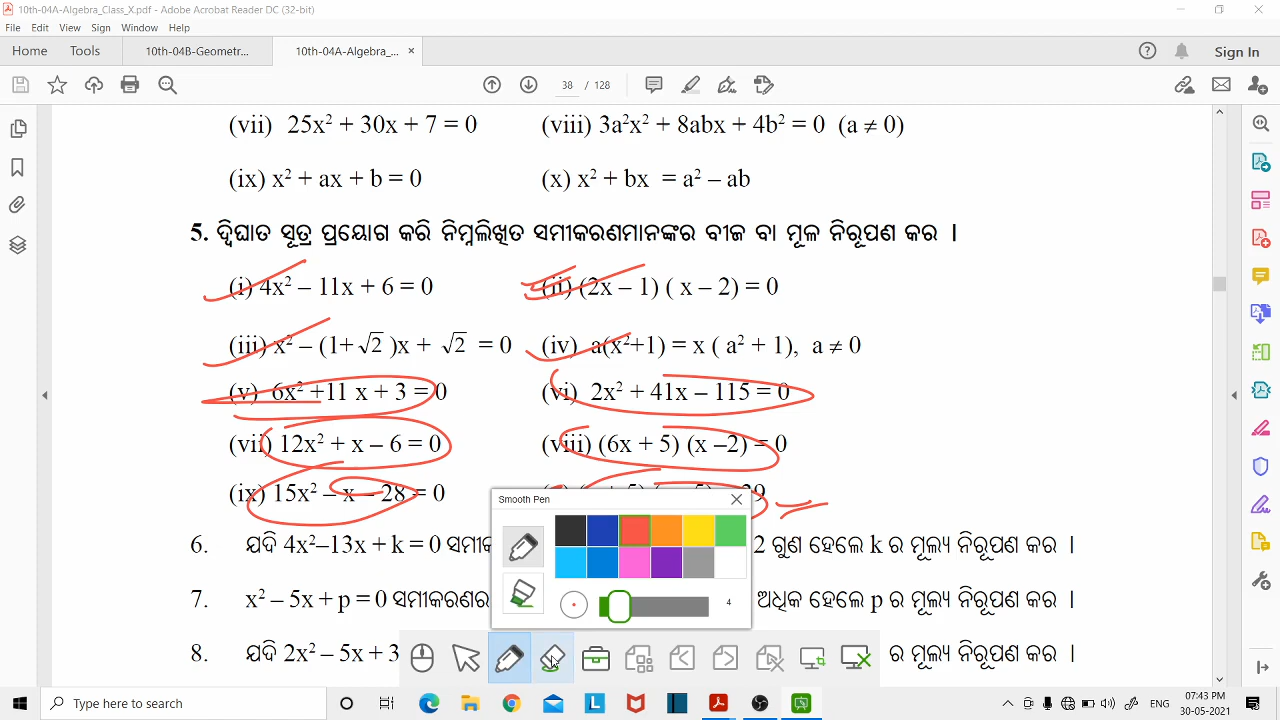 10th-04A-Algebra_Class_X.pdf - Adobe Acrobat Reader DC (32-bit)
File Edit View Sign Window Help
Home Tools 10th-04B-Geometr... 10th-04A-Algebra_... × Sign In
38 / 128
(vii) 25x² + 30x + 7 = 0 (viii) 3a²x² + 8abx + 4b² = 0 (a ≠ 0)
(ix) x² + ax + b = 0 (x) x² + bx = a² – ab
5. ଦ୍ୱିଘାତ ସୂତ୍ର ପ୍ରୟୋଗ କରି ନିମ୍ନଲିଖିତ ସମୀକରଣମାନଙ୍କର ବୀଜ ବା ମୂଳ ନିରୂପଣ କର ।
(i) 4x² – 11x + 6 = 0 (ii) (2x – 1) ( x – 2) = 0
(iii) x² – (1+ √2 )x + √2 = 0 (iv) a(x²+1) = x ( a² + 1), a ≠ 0
(v) 6x² +11 x + 3 = 0 (vi) 2x² + 41x – 115 = 0
(vii) 12x² + x – 6 = 0 (viii) (6x + 5) (x –2) = 0
(ix) 15x² – x – 28 = 0
Smooth Pen
6. ଯଦି 4x²–13x + k = 0 ସମୀକ 2 ଗୁଣ ହେଲେ k ର ମୂଲ୍ୟ ନିରୂପଣ କର ।
7. x² – 5x + p = 0 ସମୀକରଣର ଅଧିକ ହେଲେ p ର ମୂଲ୍ୟ ନିରୂପଣ କର ।
4
8. ଯଦି 2x² – 5x + 3 ର ମୂଲ୍ୟ ନିରୂପଣ କର ।
Type here to search
ENG
07:43 PM
30-05-2021